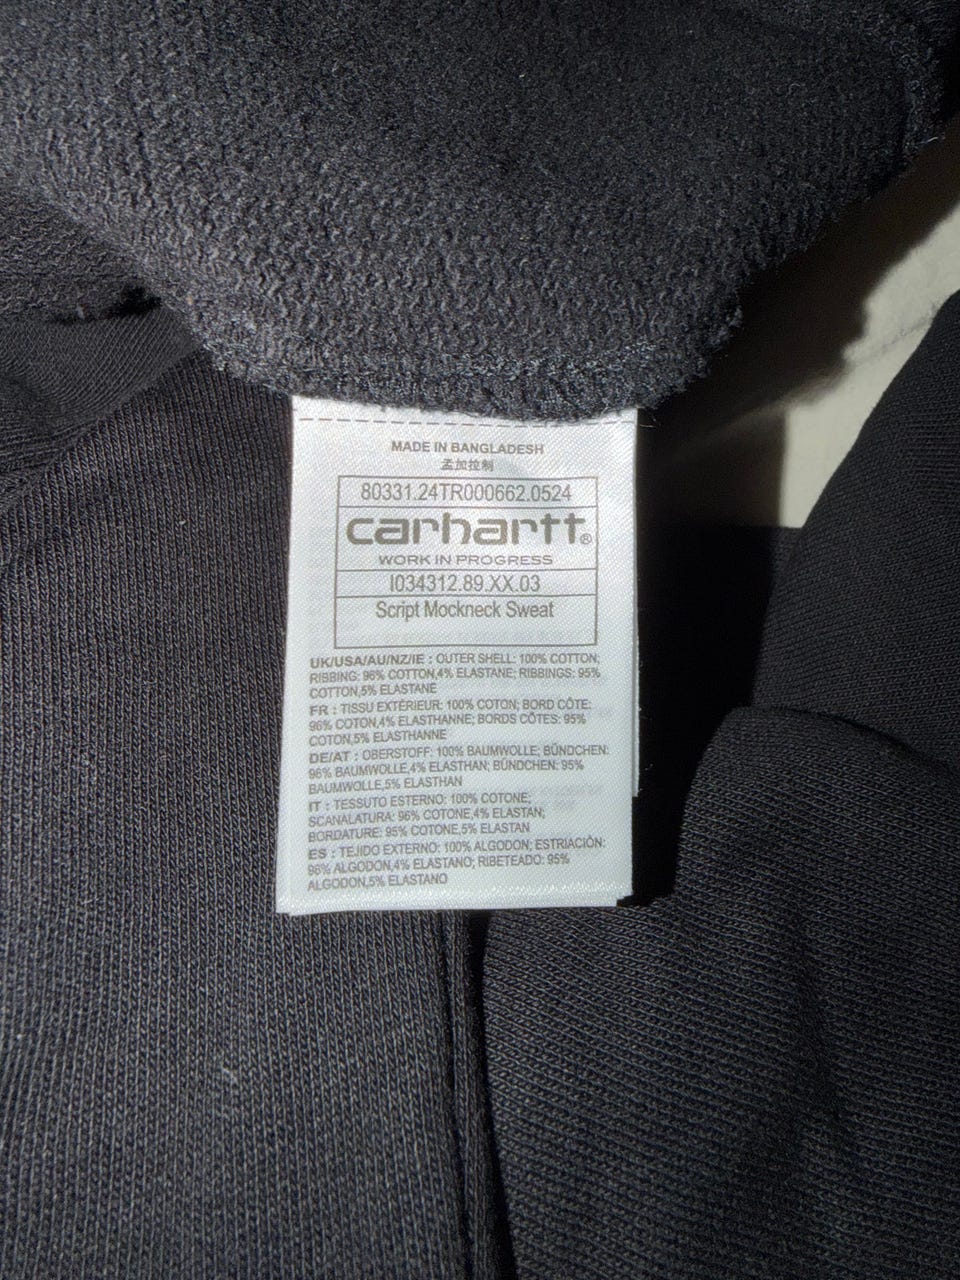 MADE IN BANGLADESH
孟加拉制
80331.24TR000662.0524
carhartt®
WORK IN PROGRESS
I034312.89.XX.03
Script Mockneck Sweat
UK/USA/AU/NZ/IE : OUTER SHELL: 100% COTTON;
RIBBING: 96% COTTON,4% ELASTANE; RIBBINGS: 95%
COTTON,5% ELASTANE
FR : TISSU EXTÉRIEUR: 100% COTON; BORD CÔTE:
96% COTON,4% ELASTHANNE; BORDS CÔTES: 95%
COTON,5% ELASTHANNE
DE/AT : OBERSTOFF: 100% BAUMWOLLE; BÜNDCHEN:
96% BAUMWOLLE,4% ELASTHAN; BÜNDCHEN: 95%
BAUMWOLLE,5% ELASTHAN
IT : TESSUTO ESTERNO: 100% COTONE;
SCANALATURA: 96% COTONE,4% ELASTAN;
BORDATURE: 95% COTONE,5% ELASTAN
ES : TEJIDO EXTERNO: 100% ALGODON; ESTRIACIÒN:
96% ALGODON,4% ELASTANO; RIBETEADO: 95%
ALGODON,5% ELASTANO